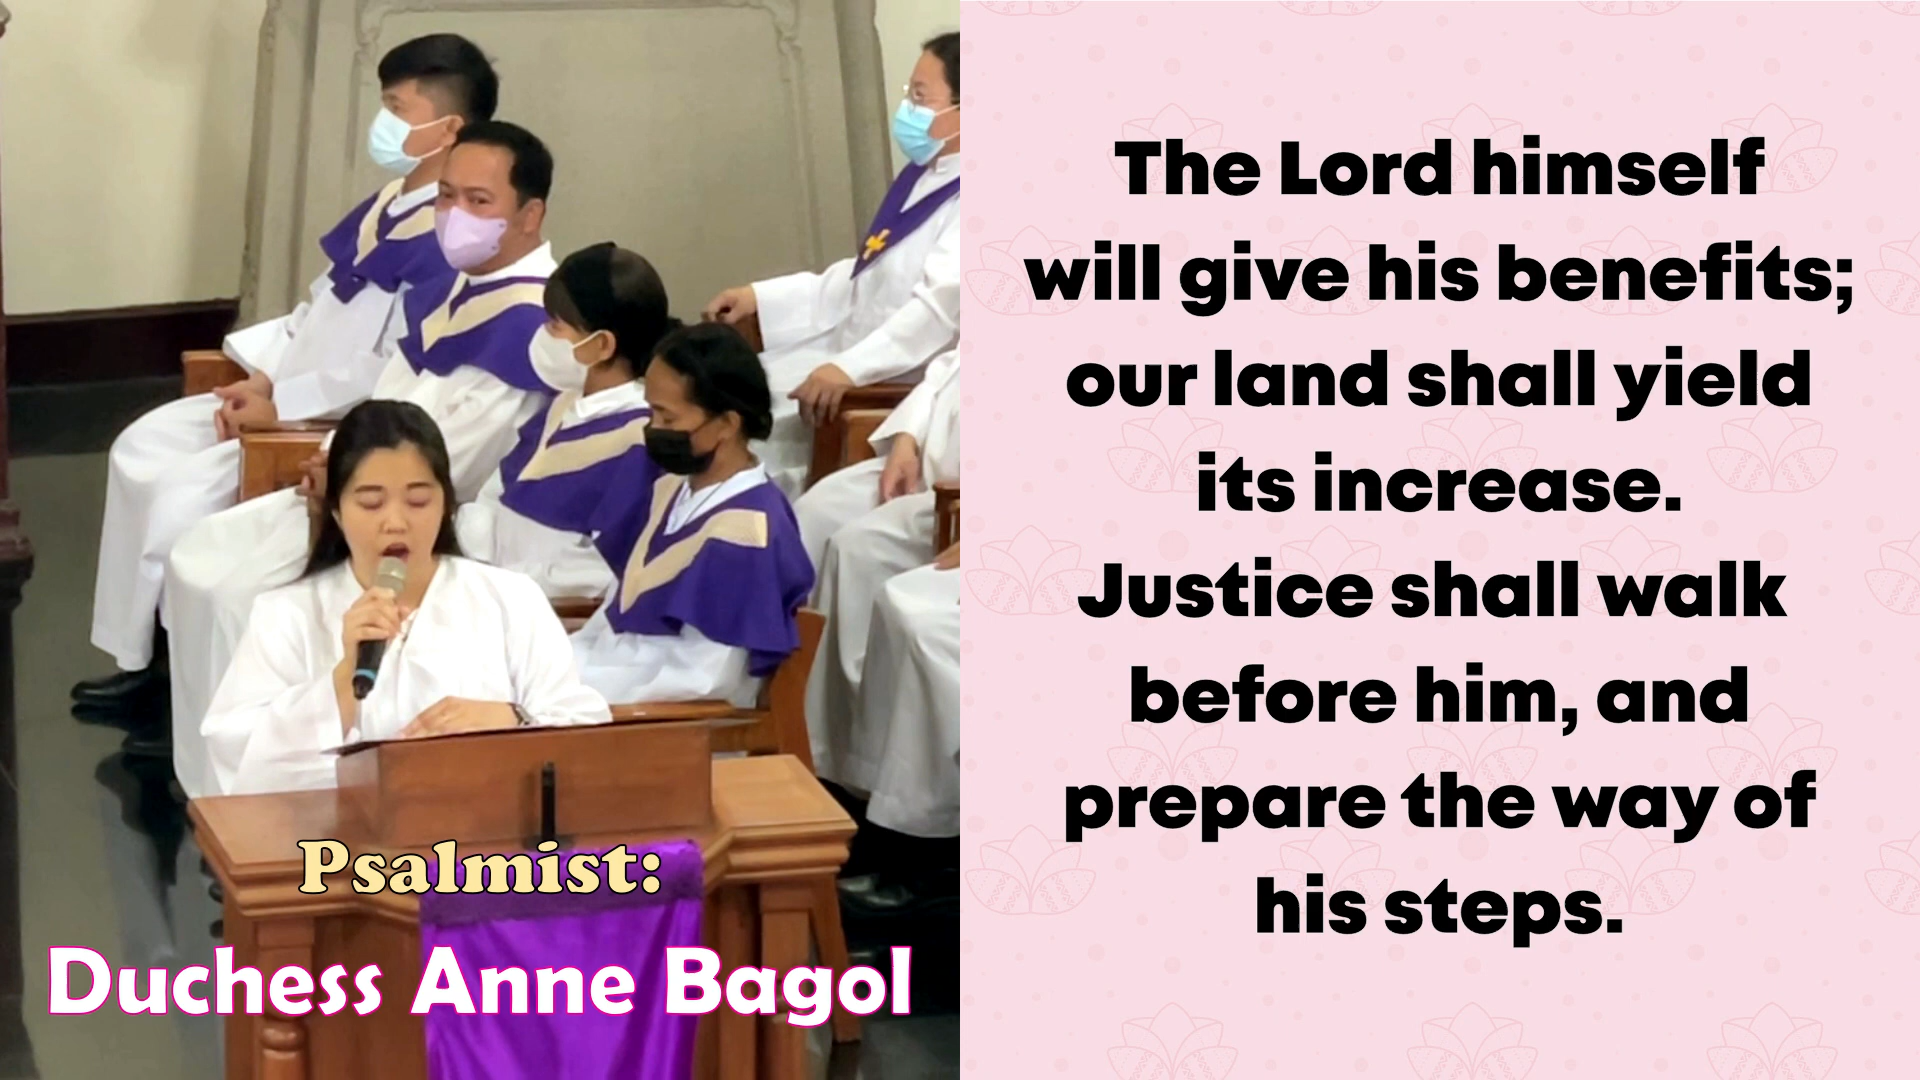 Psalmist:
Duchess Anne Bagol
The Lord himself
will give his benefits;
our land shall yield
its increase.
Justice shall walk
before him, and
prepare the way of
his steps.